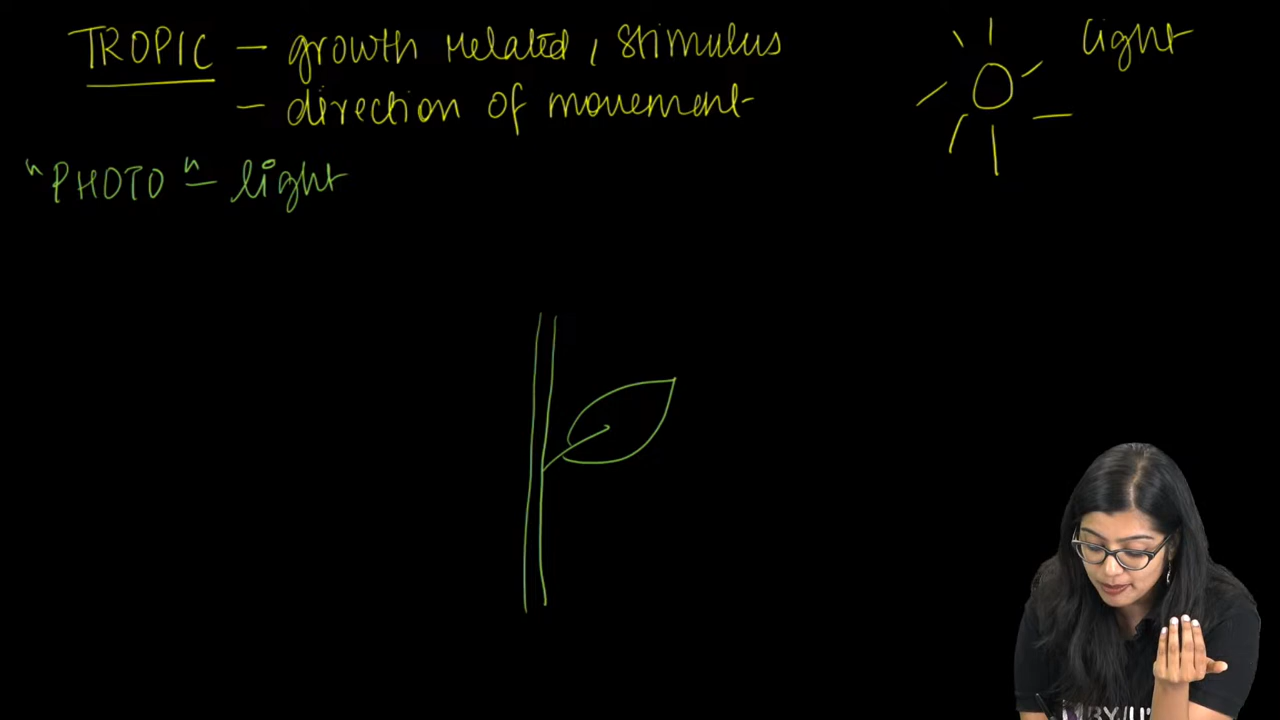 TROPIC - growth related, stimulus
- direction of movement
"PHOTO" - light
light